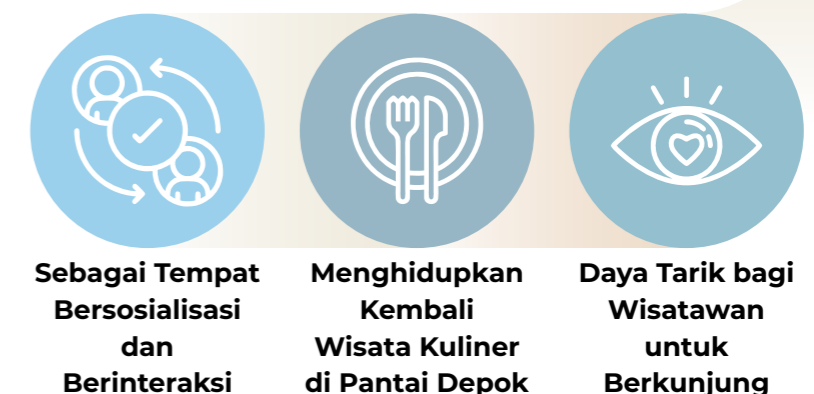 Sebagai Tempat
Bersosialisasi
dan
Berinteraksi
Menghidupkan
Kembali
Wisata Kuliner
di Pantai Depok
Daya Tarik bagi
Wisatawan
untuk
Berkunjung